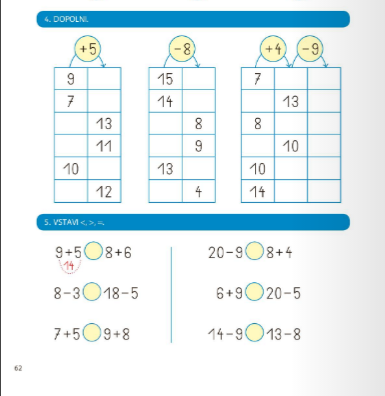 4. DOPOLNI.
+5 -8 +4 -9
9 15 7
7 14 13
13 8 8
11 9 10
10 13 10
12 4 14
5. VSTAVI <, >, =.
9+5 8+6 20-9 8+4
14
8-3 18-5 6+9 20-5
7+5 9+8 14-9 13-8
62